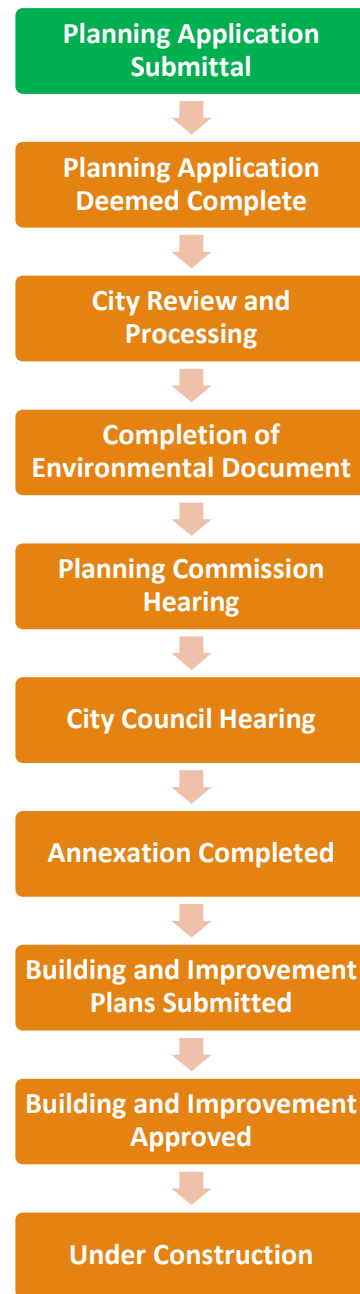 Planning Application
Submittal
Planning Application
Deemed Complete
City Review and
Processing
Completion of
Environmental Document
Planning Commission
Hearing
City Council Hearing
Annexation Completed
Building and Improvement
Plans Submitted
Building and Improvement
Approved
Under Construction